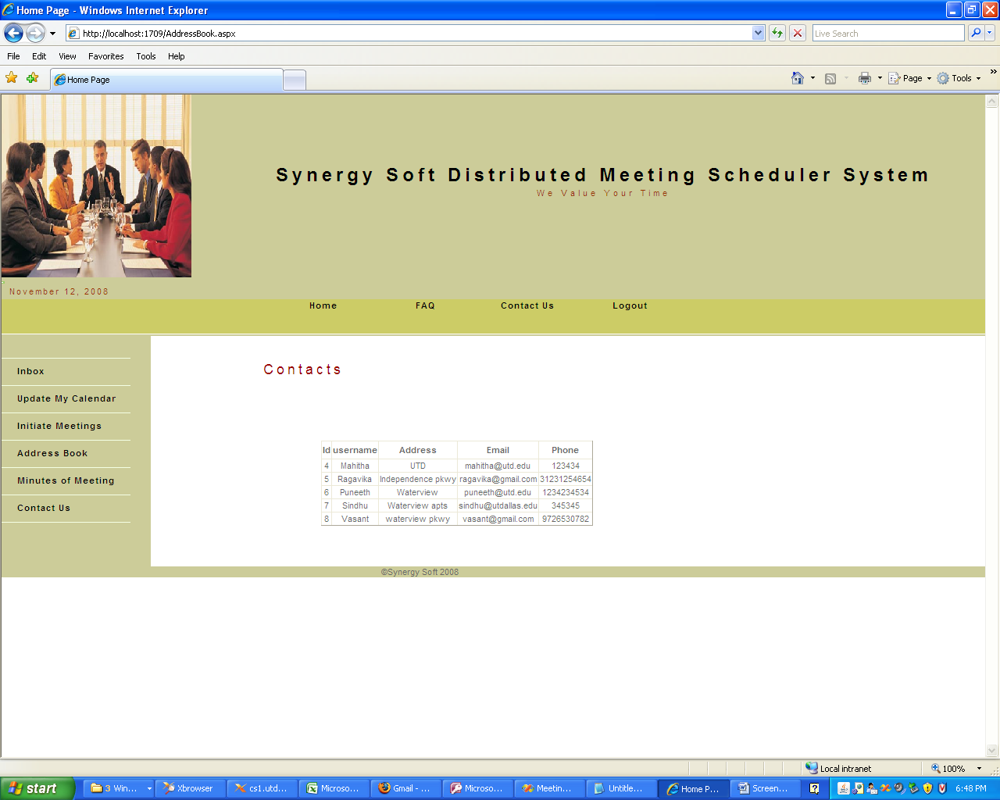 Home Page - Windows Internet Explorer
http://localhost:1709/AddressBook.aspx
Live Search
File Edit View Favorites Tools Help
Home Page
Page Tools
Synergy Soft Distributed Meeting Scheduler System
We Value Your Time
November 12, 2008
Home FAQ Contact Us Logout
Inbox
Update My Calendar
Initiate Meetings
Address Book
Minutes of Meeting
Contact Us
Contacts
Id username Address Email Phone
4 Mahitha UTD mahitha@utd.edu 123434
5 Ragavika Independence pkwy ragavika@gmail.com 31231254654
6 Puneeth Waterview puneeth@utd.edu 1234234534
7 Sindhu Waterview apts sindhu@utdallas.edu 345345
8 Vasant waterview pkwy vasant@gmail.com 9726530782
©Synergy Soft 2008
Local intranet 100%
start 3 Win... Xbrowser cs1.utd... Microso... Gmail - ... Microso... Meetin... Untitle... Home P... Screen... 6:48 PM